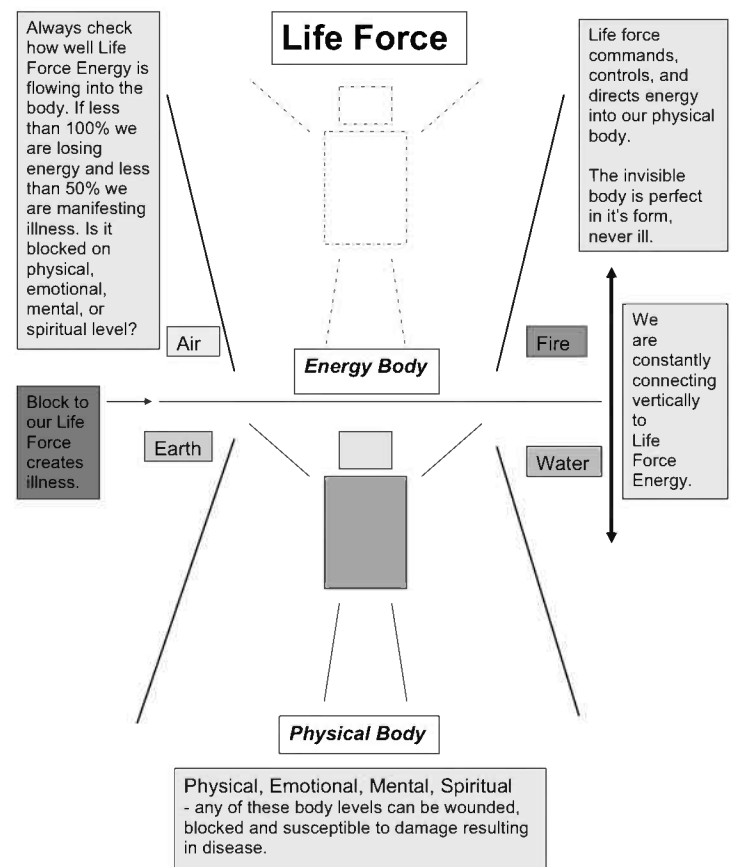 Life Force
Always check
how well Life
Force Energy is
flowing into the
body. If less
than 100% we
are losing
energy and less
than 50% we
are manifesting
illness. Is it
blocked on
physical,
emotional,
mental, or
spiritual level?
Life force
commands,
controls, and
directs energy
into our physical
body.
The invisible
body is perfect
in it's form,
never ill.
Air
Fire
Energy Body
We
are
constantly
connecting
vertically
to
Life
Force
Energy.
Block to
our Life
Force
creates
illness.
Earth
Water
Physical Body
Physical, Emotional, Mental, Spiritual
- any of these body levels can be wounded,
blocked and susceptible to damage resulting
in disease.